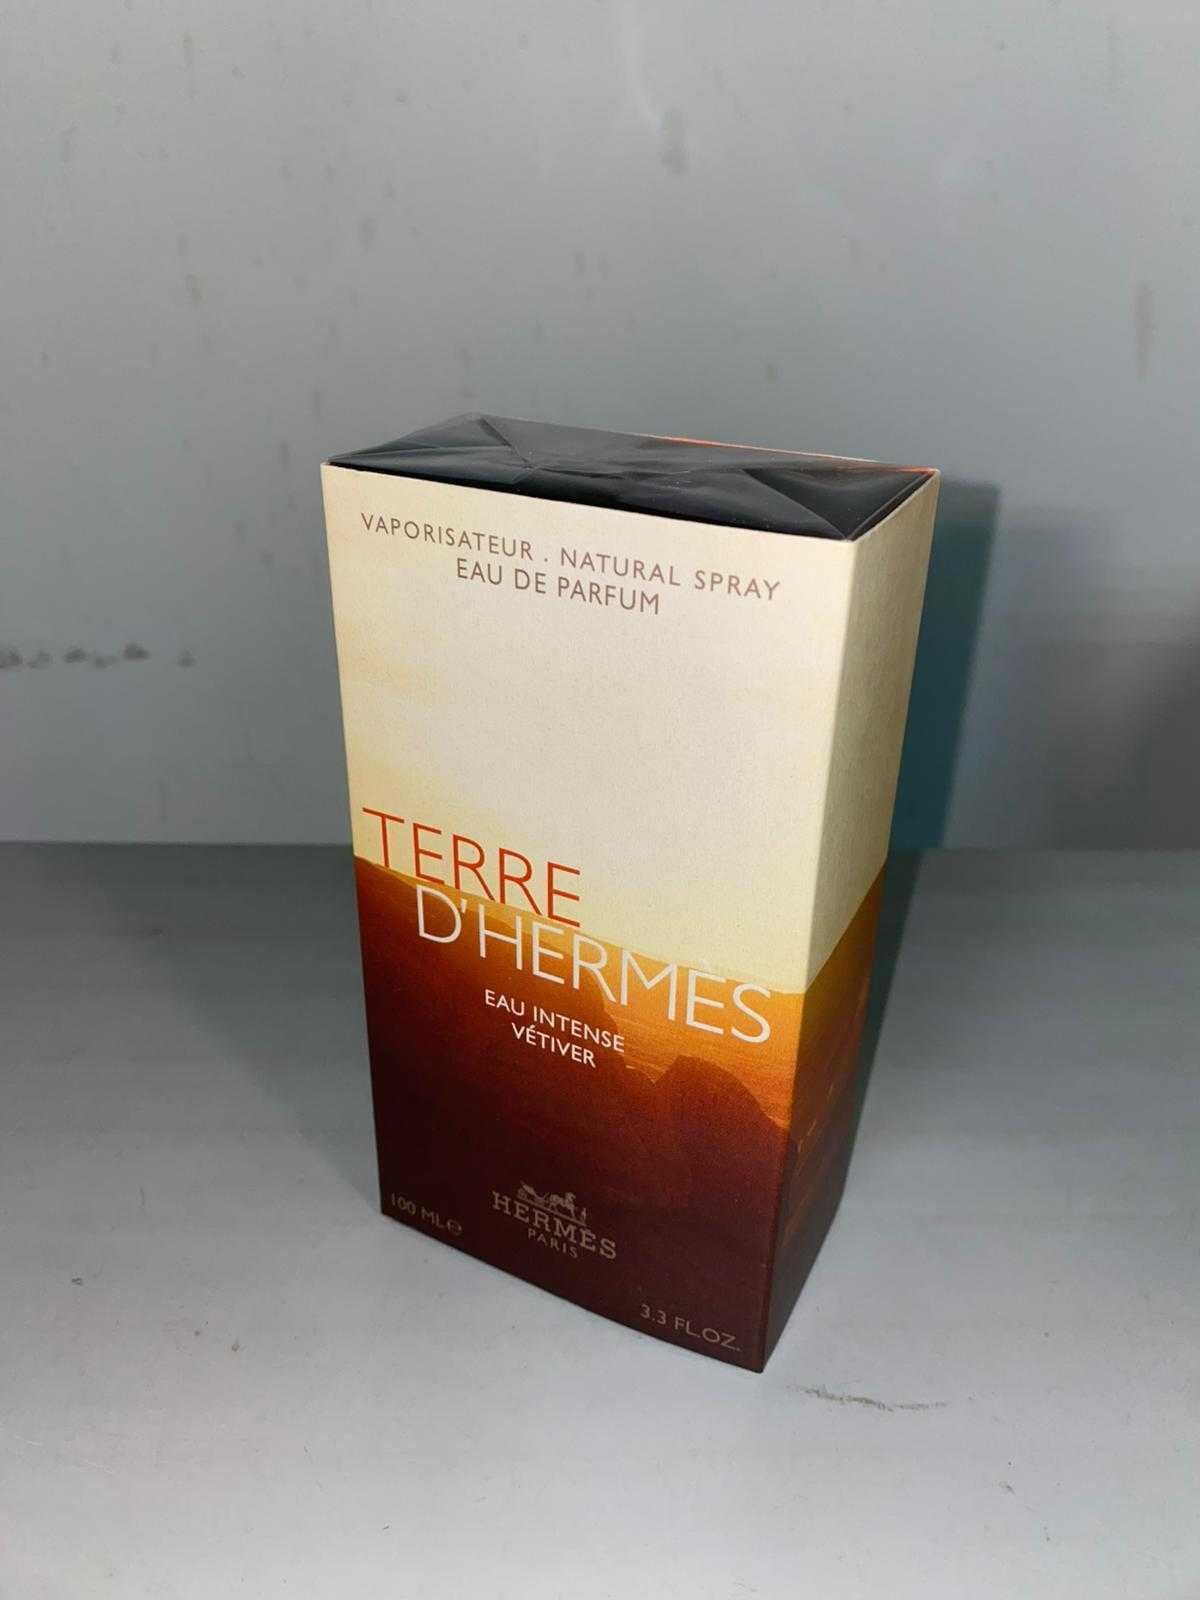 VAPORISATEUR . NATURAL SPRAY
EAU DE PARFUM
TERRE
D'HERMÈS
EAU INTENSE
VÉTIVER
HERMÈS
PARIS
100 ML℮
3.3 FL.OZ.